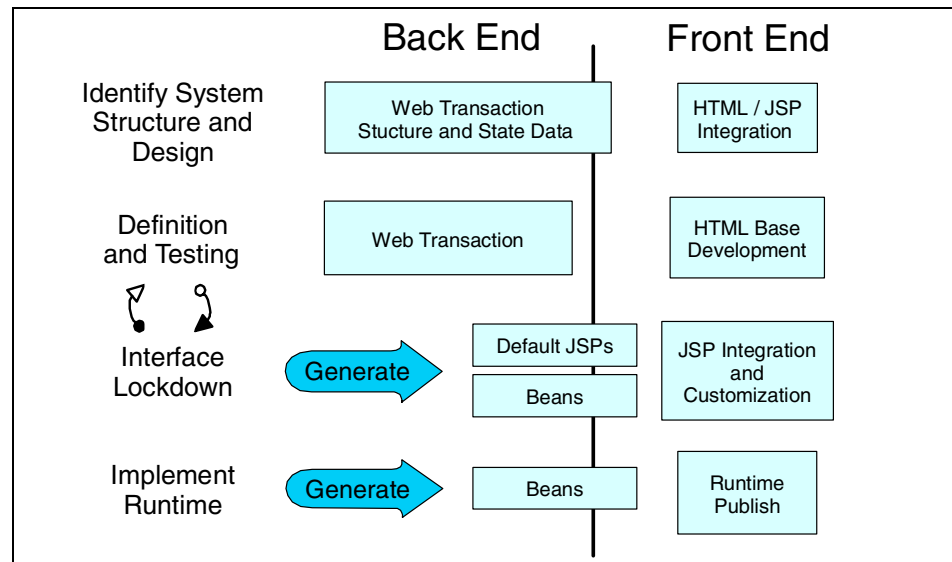 Back End
Front End
Identify System
Structure and
Design
Web Transaction
Stucture and State Data
HTML / JSP
Integration
Definition
and Testing
Web Transaction
HTML Base
Development
Interface
Lockdown
Generate
Default JSPs
Beans
JSP Integration
and
Customization
Implement
Runtime
Generate
Beans
Runtime
Publish